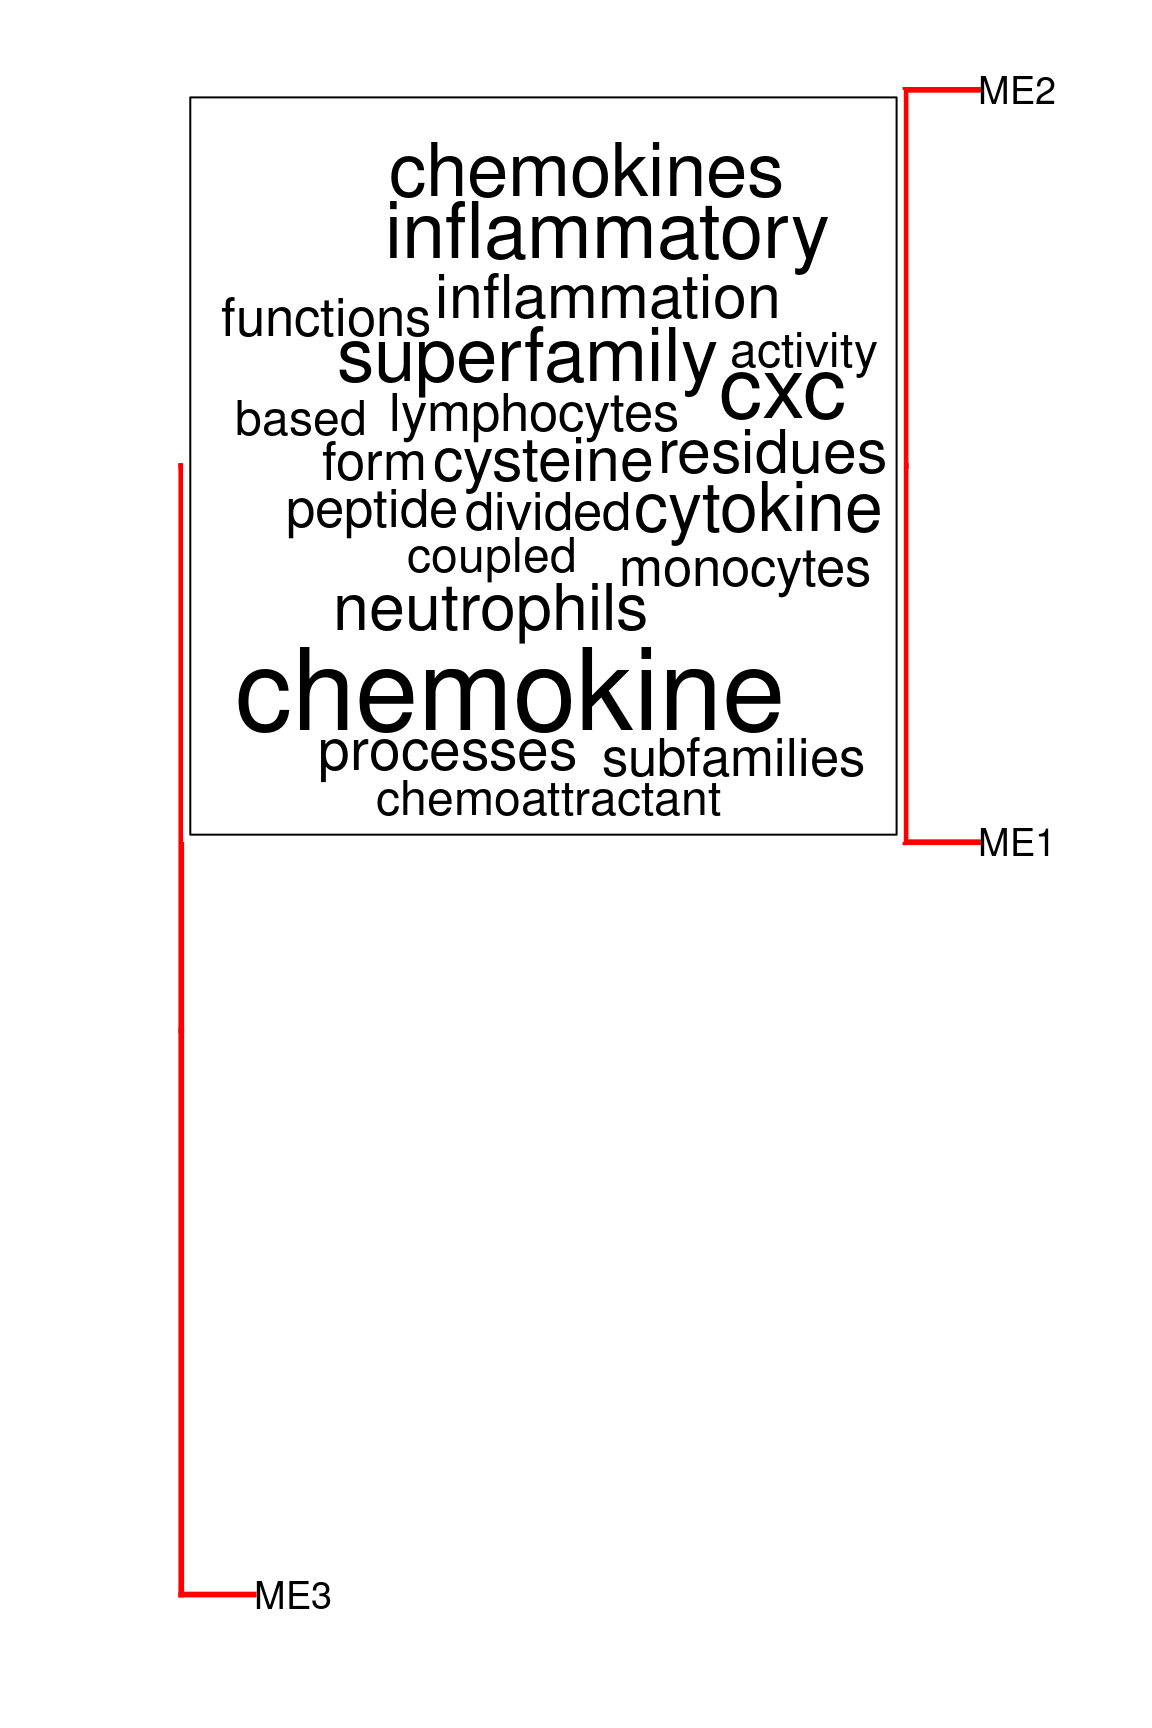 ME2
chemokines
inflammatory
functions inflammation
superfamily activity
cxc
based lymphocytes
form cysteine residues
peptide divided cytokine
coupled monocytes
neutrophils
chemokine
processes subfamilies
chemoattractant
ME1
ME3